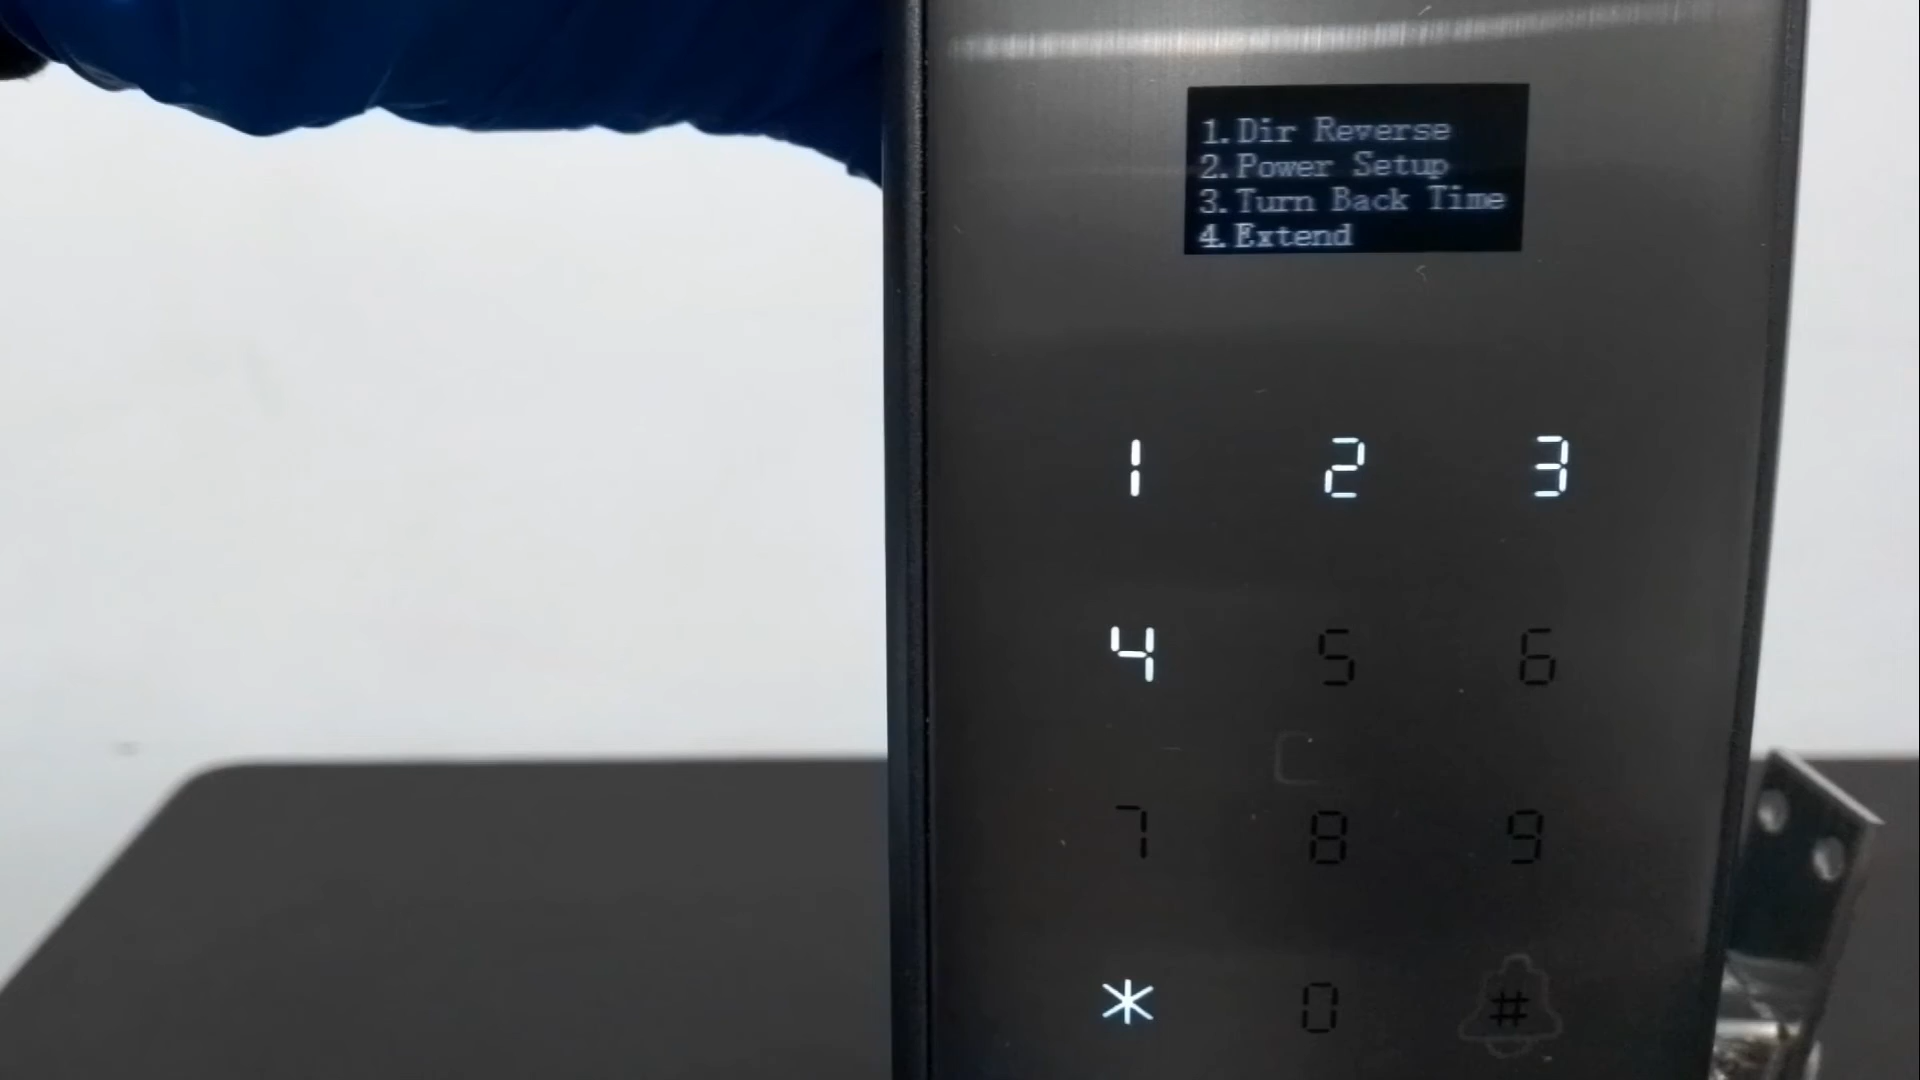 1.Dir Reverse
2.Power Setup
3.Turn Back Time
4.Extend
1 2 3
4 5 6
7 8 9
* 0 #